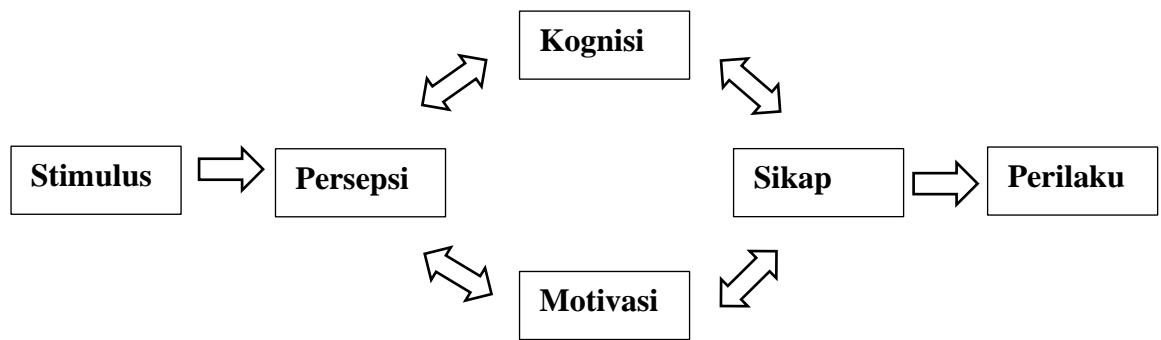 Kognisi
Stimulus
Persepsi
Sikap
Perilaku
Motivasi